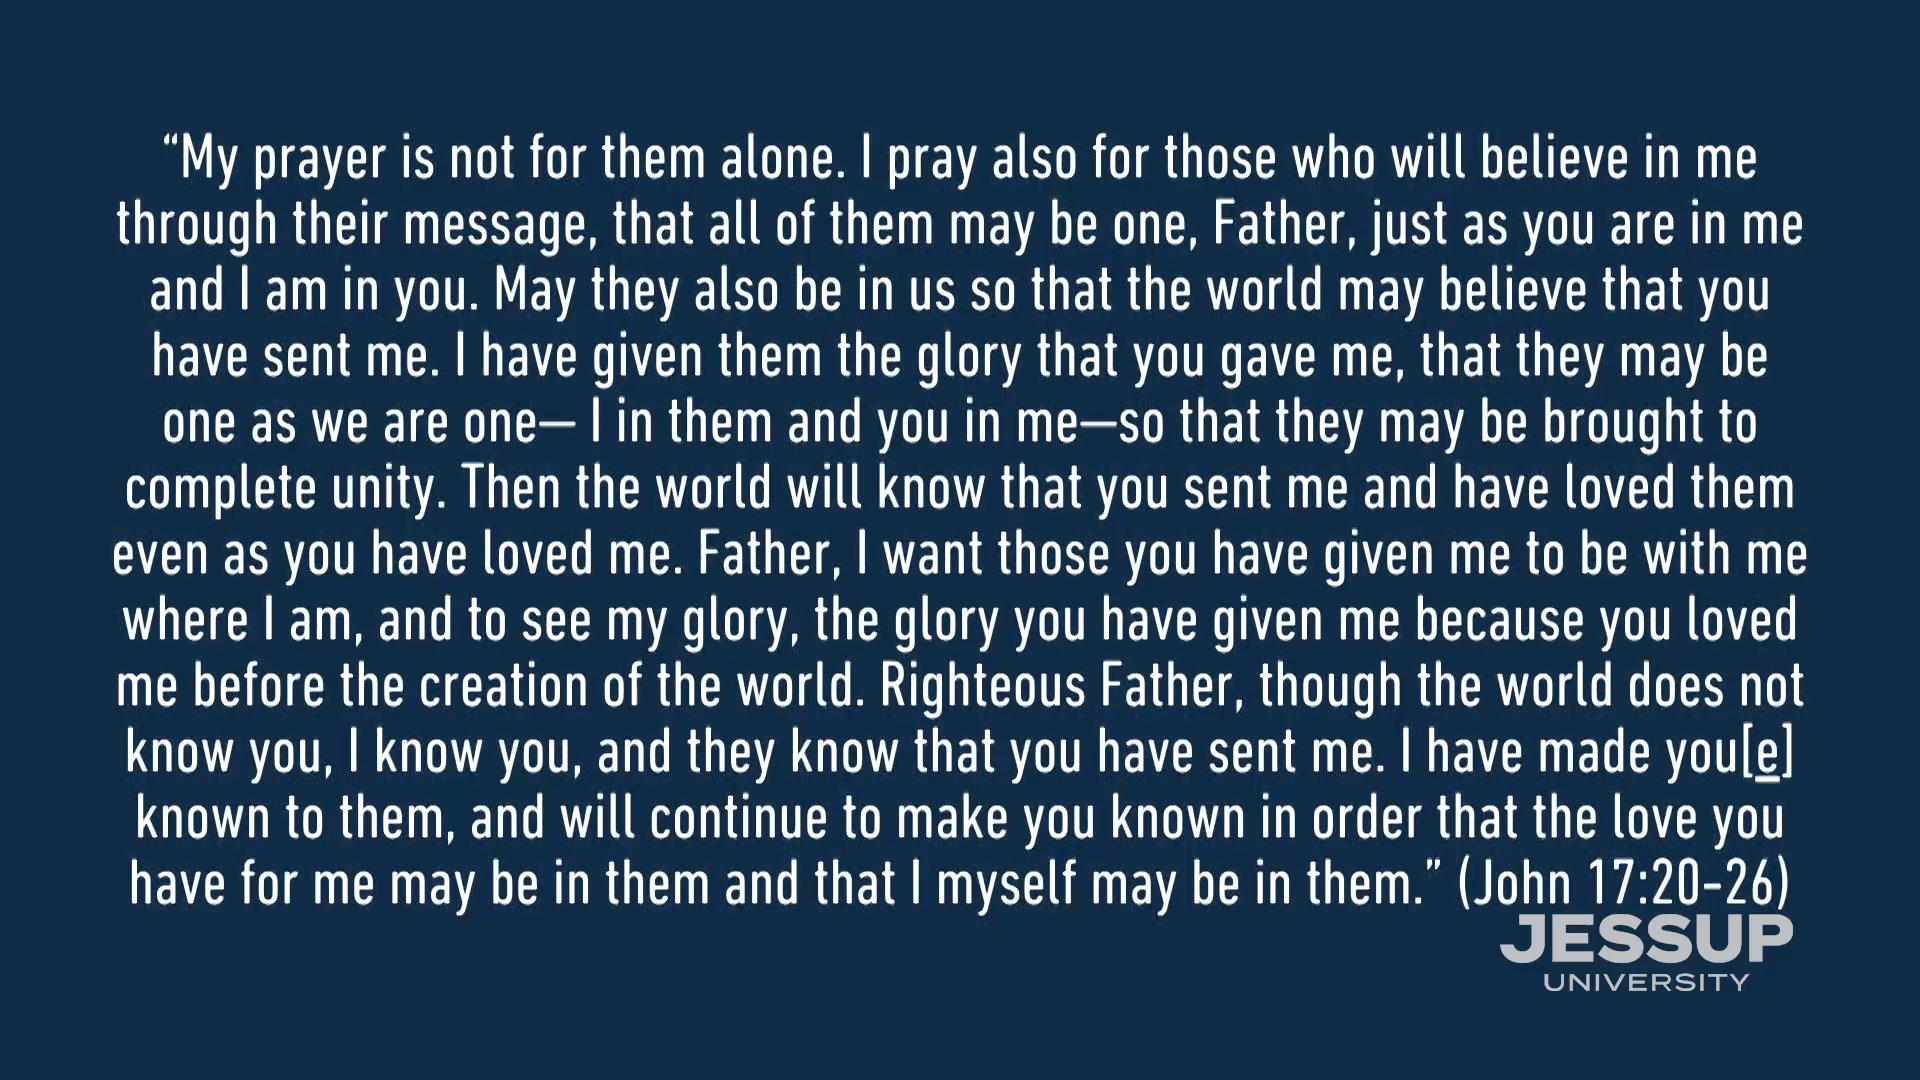 “My prayer is not for them alone. I pray also for those who will believe in me
through their message, that all of them may be one, Father, just as you are in me
and I am in you. May they also be in us so that the world may believe that you
have sent me. I have given them the glory that you gave me, that they may be
one as we are one— I in them and you in me—so that they may be brought to
complete unity. Then the world will know that you sent me and have loved them
even as you have loved me. Father, I want those you have given me to be with me
where I am, and to see my glory, the glory you have given me because you loved
me before the creation of the world. Righteous Father, though the world does not
know you, I know you, and they know that you have sent me. I have made you[e]
known to them, and will continue to make you known in order that the love you
have for me may be in them and that I myself may be in them.” (John 17:20-26)
JESSUP
UNIVERSITY